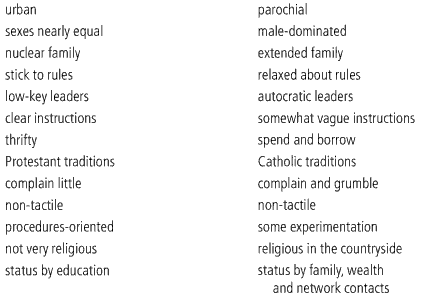 urban parochial
sexes nearly equal male-dominated
nuclear family extended family
stick to rules relaxed about rules
low-key leaders autocratic leaders
clear instructions somewhat vague instructions
thrifty spend and borrow
Protestant traditions Catholic traditions
complain little complain and grumble
non-tactile non-tactile
procedures-oriented some experimentation
not very religious religious in the countryside
status by education status by family, wealth
and network contacts